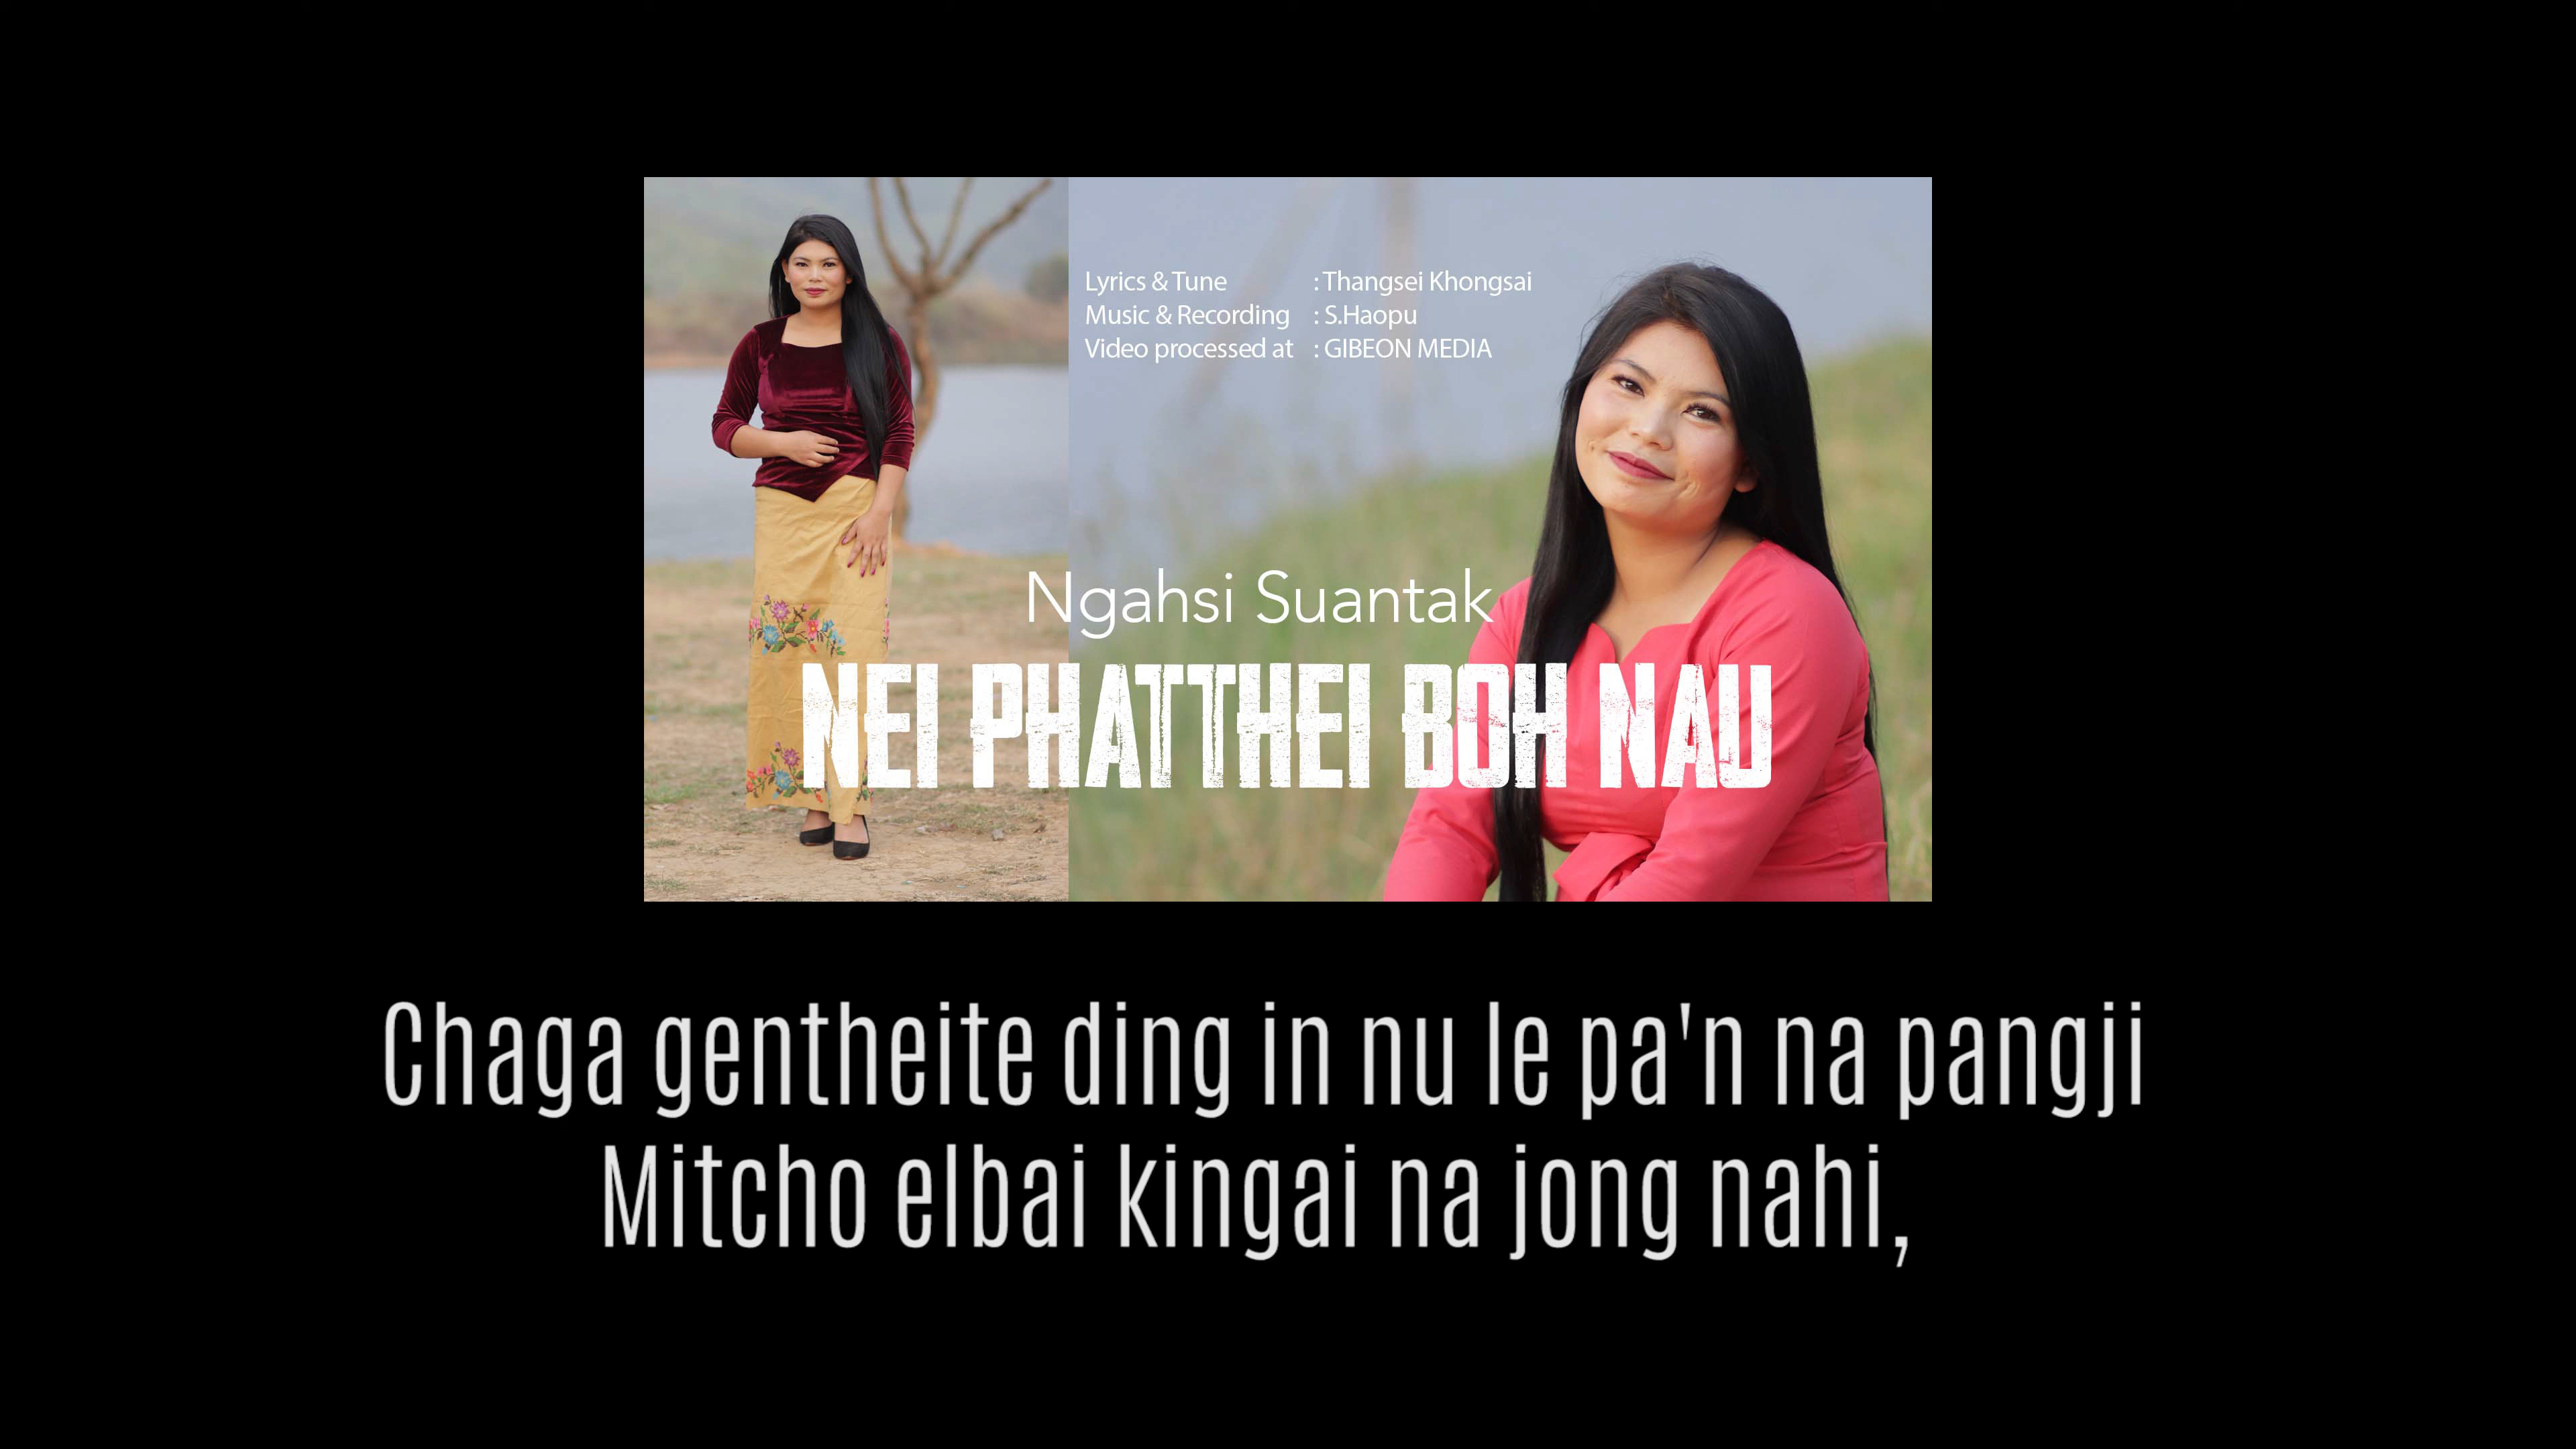 Lyrics & Tune : Thangsei Khongsai
Music & Recording : S.Haopu
Video processed at : GIBEON MEDIA
Ngahsi Suantak
NEI PHATTHEI BOH NAU
Chaga gentheite ding in nu le pa'n na pangji
Mitcho elbai kingai na jong nahi,